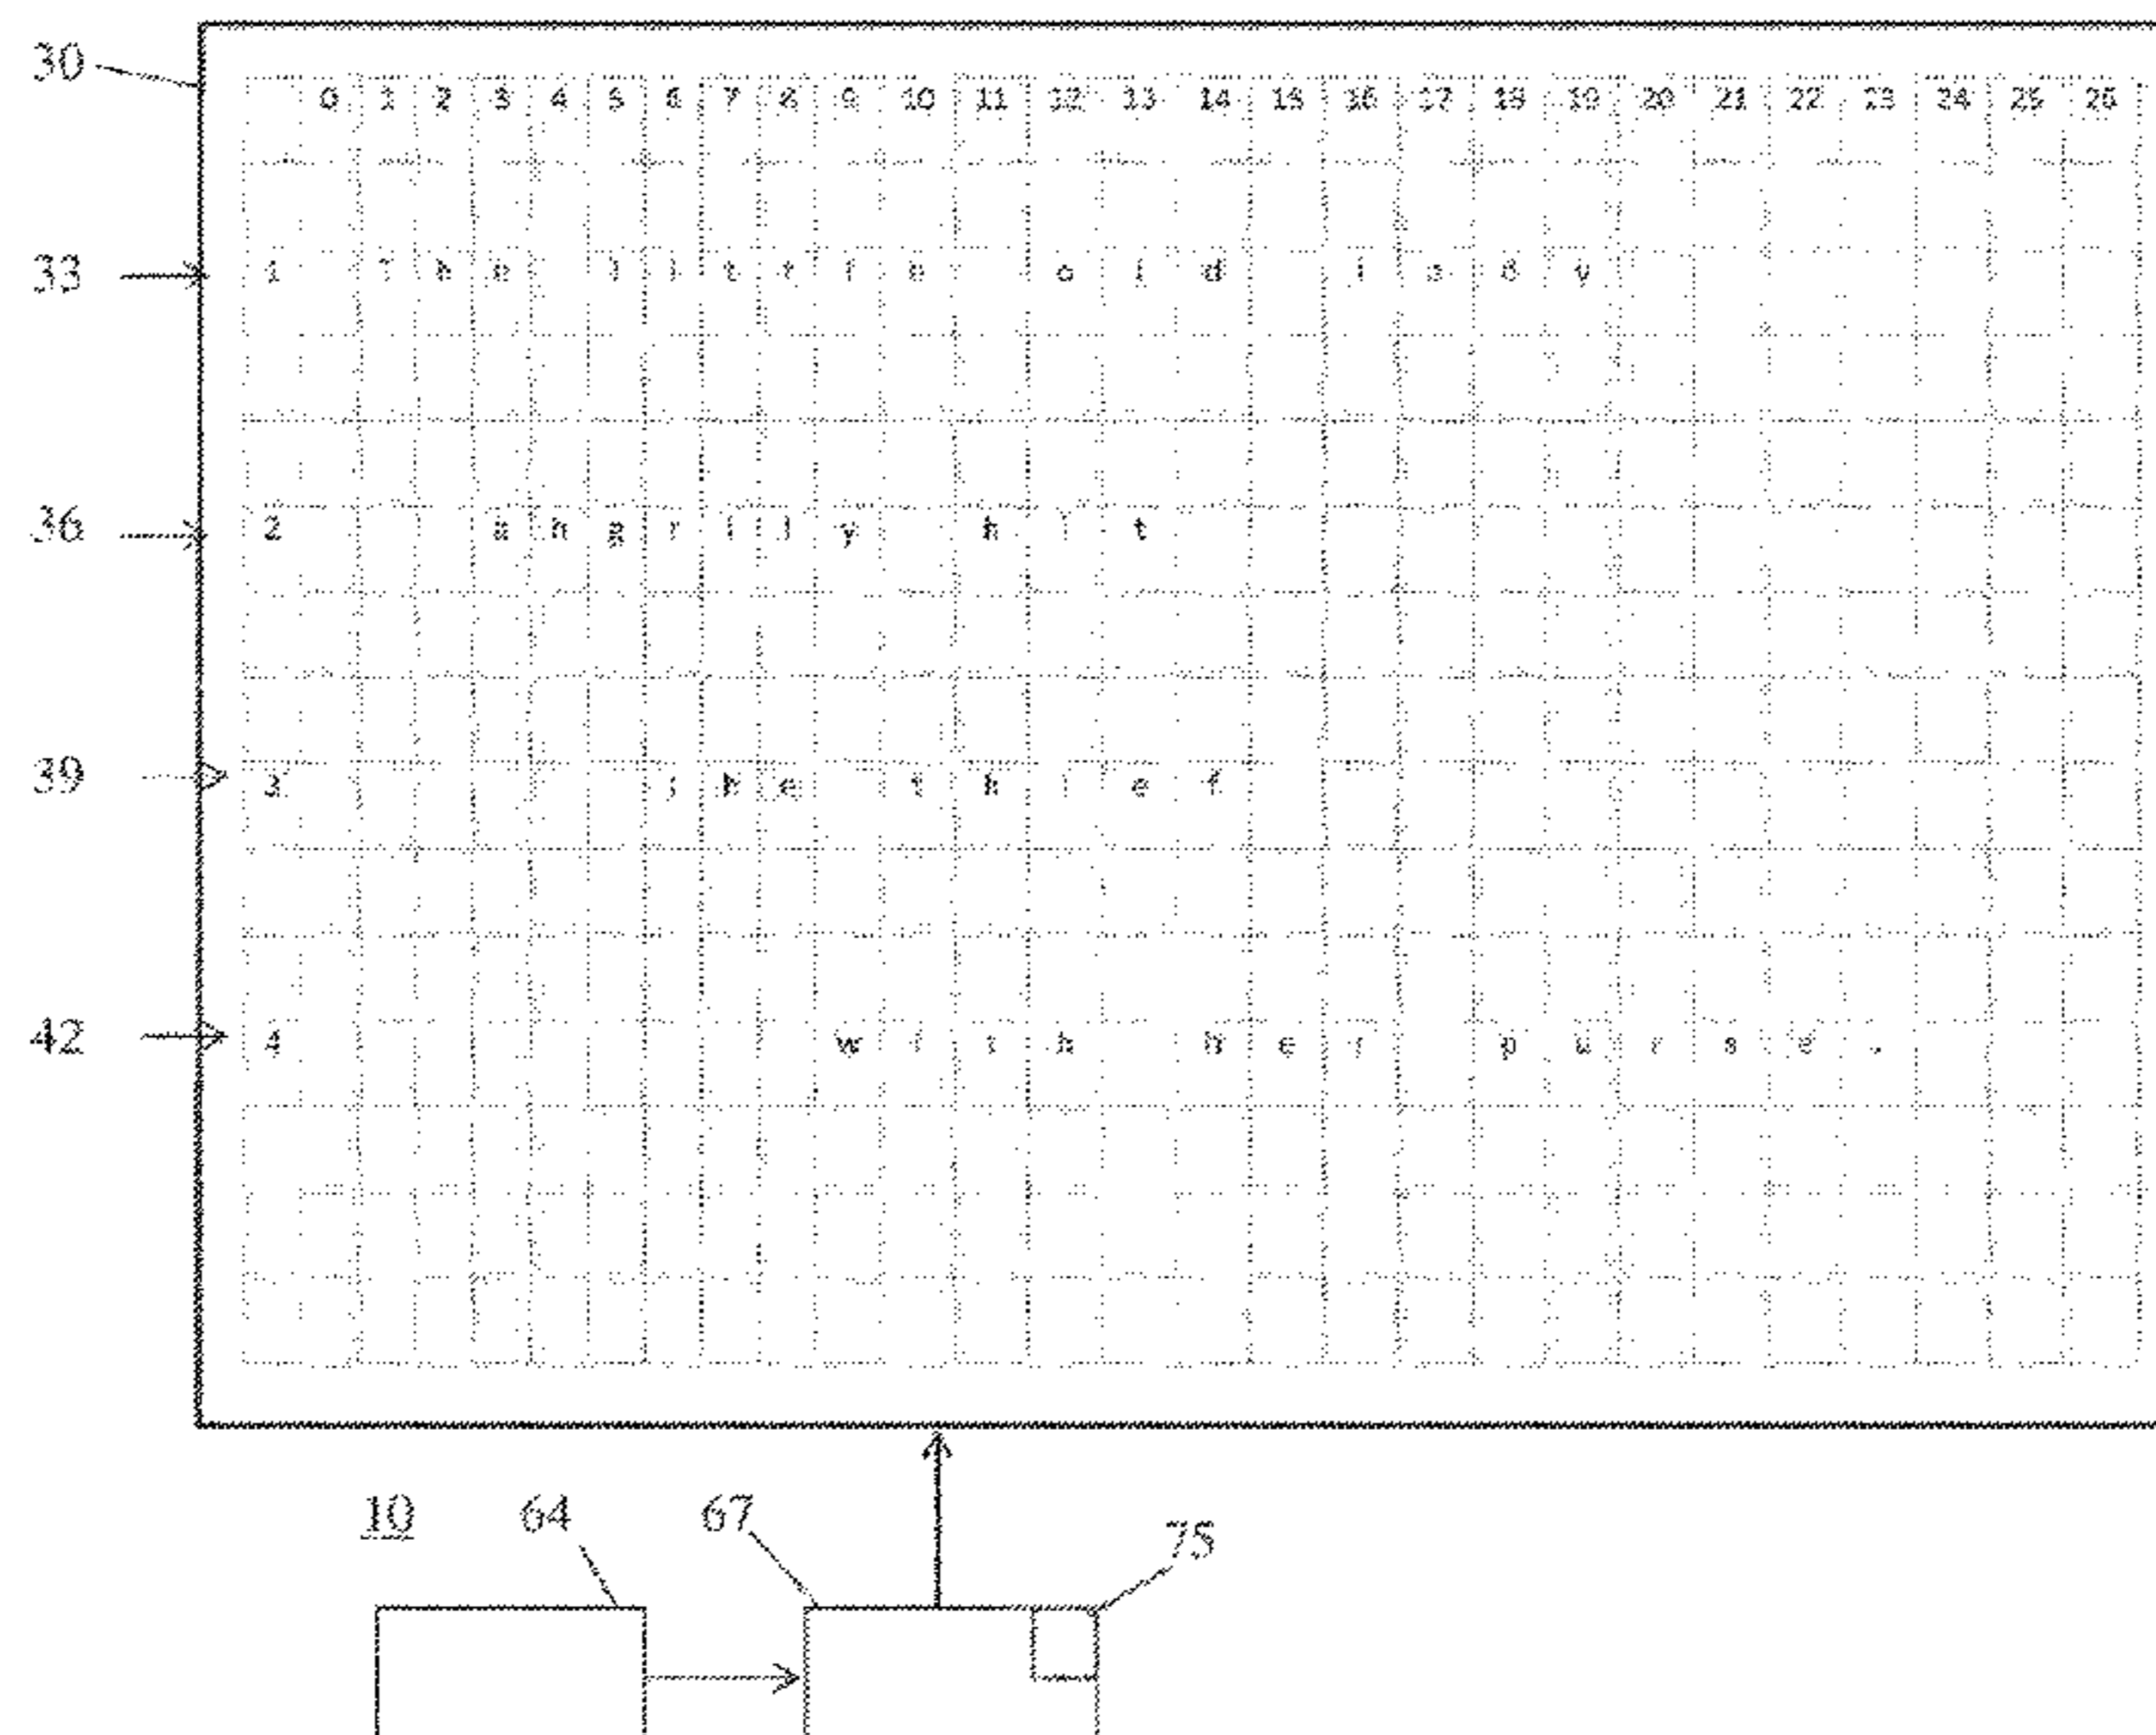 30
0 1 2 3 4 5 6 7 8 9 10 11 12 13 14 15 16 17 18 19 20 21 22 23 24 25 26
33 1 The little old lady
36 2 angrily hit
39 3 the thief
42 4 with her purse.
10 64 67 75